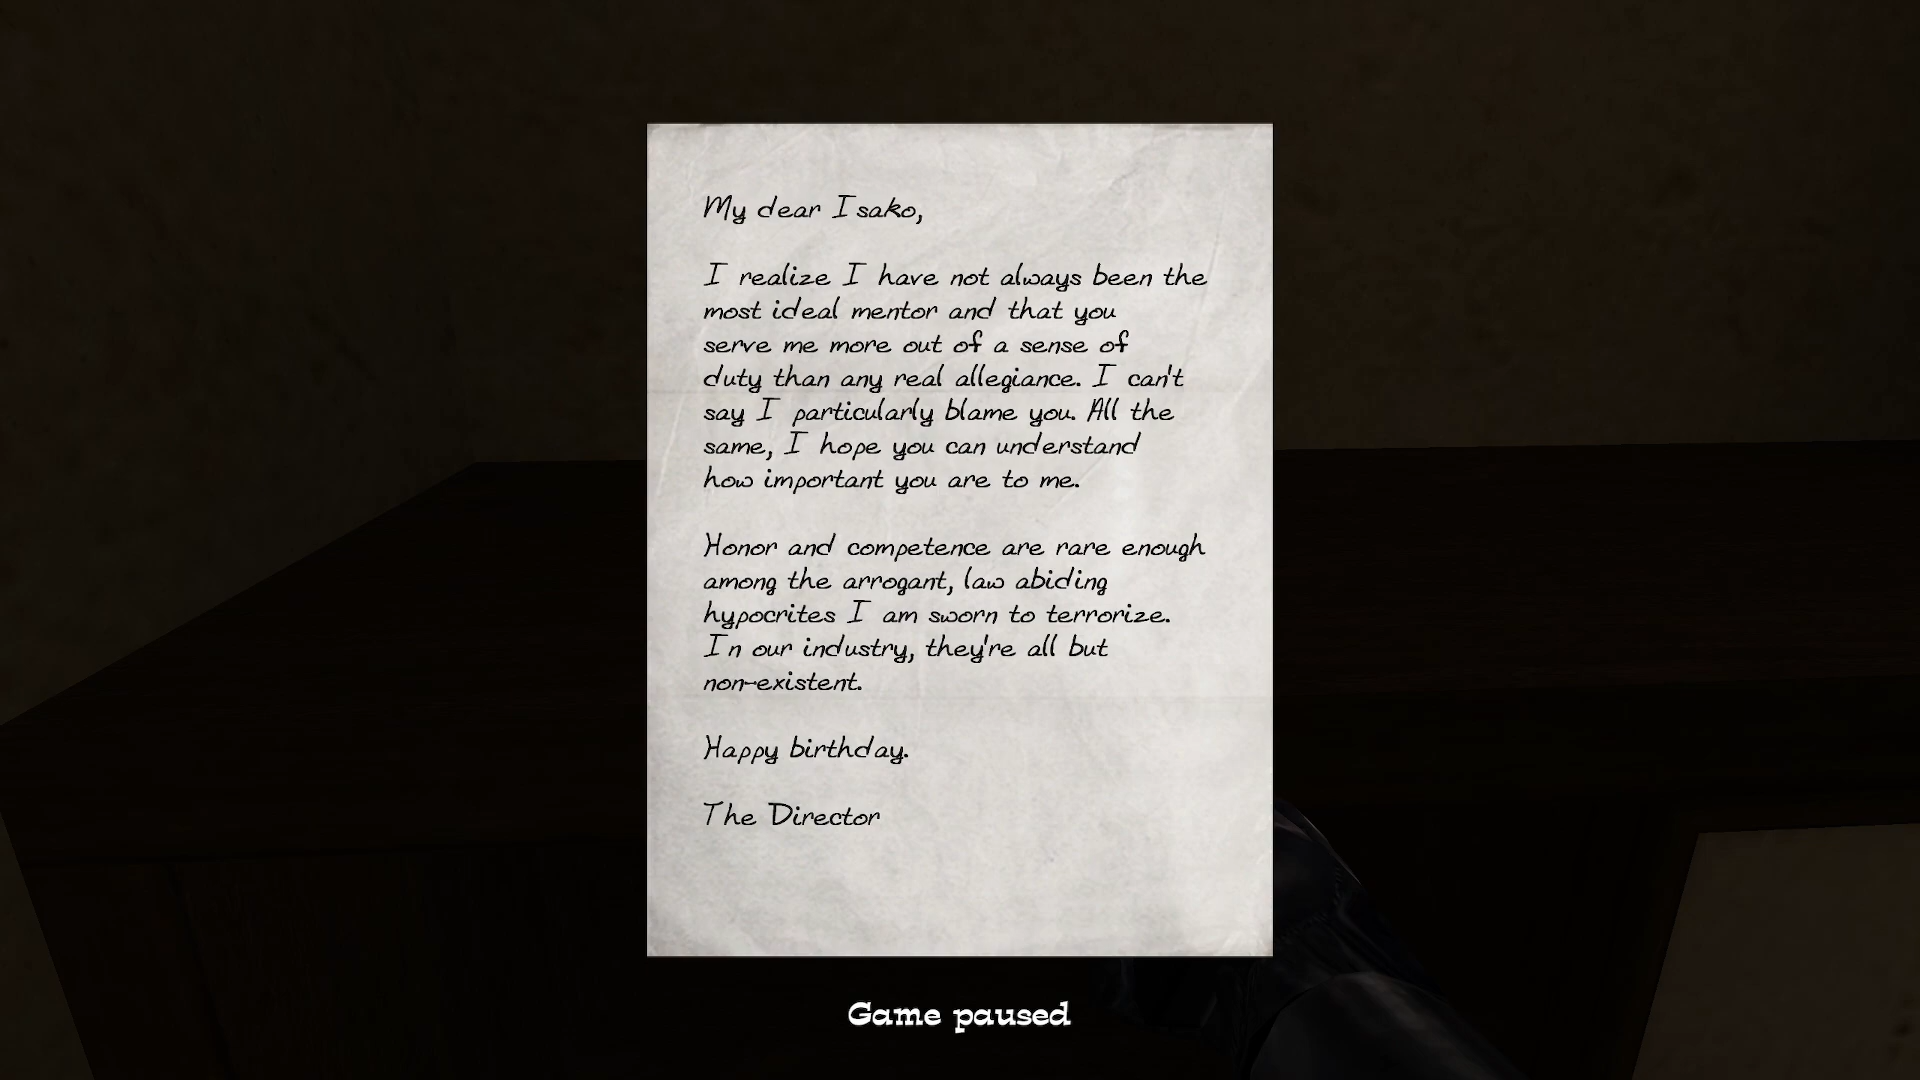 My dear Isako,
I realize I have not always been the
most ideal mentor and that you
serve me more out of a sense of
duty than any real allegiance. I can't
say I particularly blame you. All the
same, I hope you can understand
how important you are to me.
Honor and competence are rare enough
among the arrogant, law abiding
hypocrites I am sworn to terrorize.
In our industry, they're all but
non-existent.
Happy birthday.
The Director
Game paused